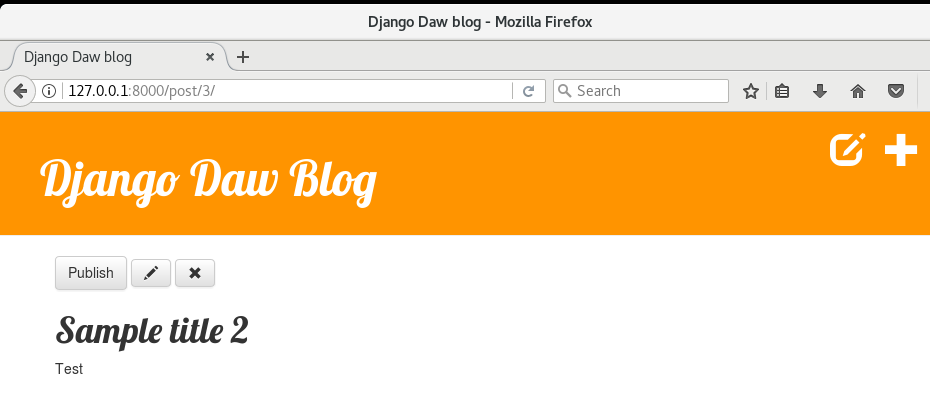 Django Daw blog - Mozilla Firefox
Django Daw blog
127.0.0.1:8000/post/3/
Search
Django Daw Blog
Publish
Sample title 2
Test